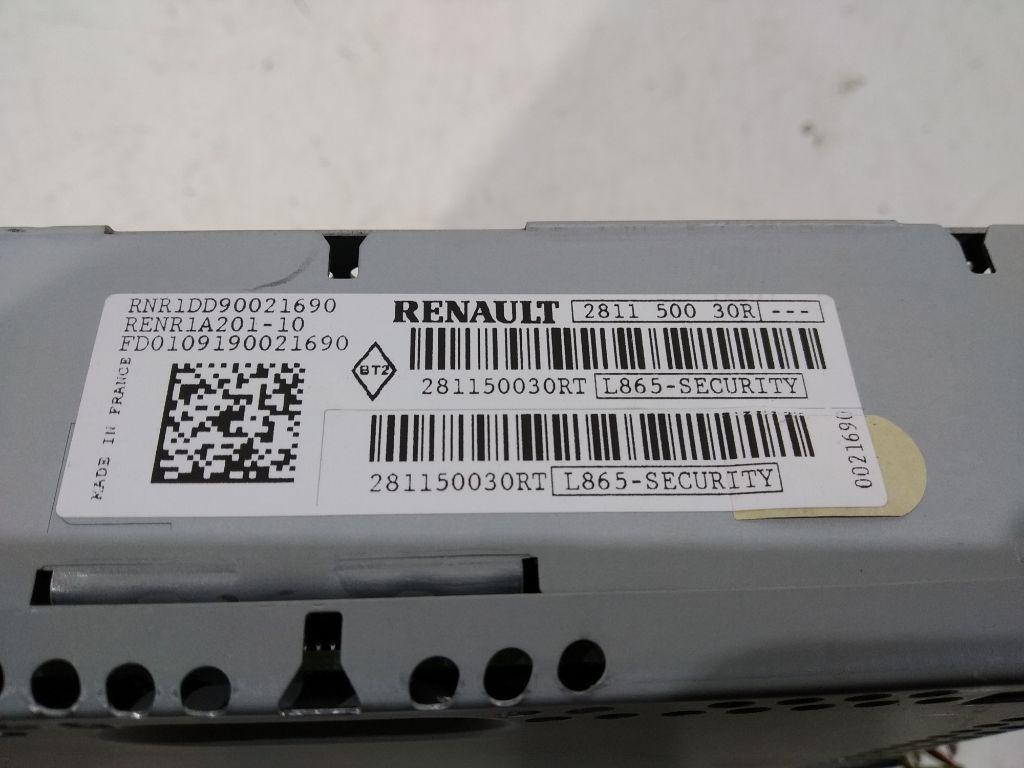 RNR1DD90021690
RENR1A201-10
FD0109190021690
MADE IN FRANCE
RENAULT 2811 500 30R ---
BT2
281150030RT L865-SECURITY
281150030RT L865-SECURITY
0021690